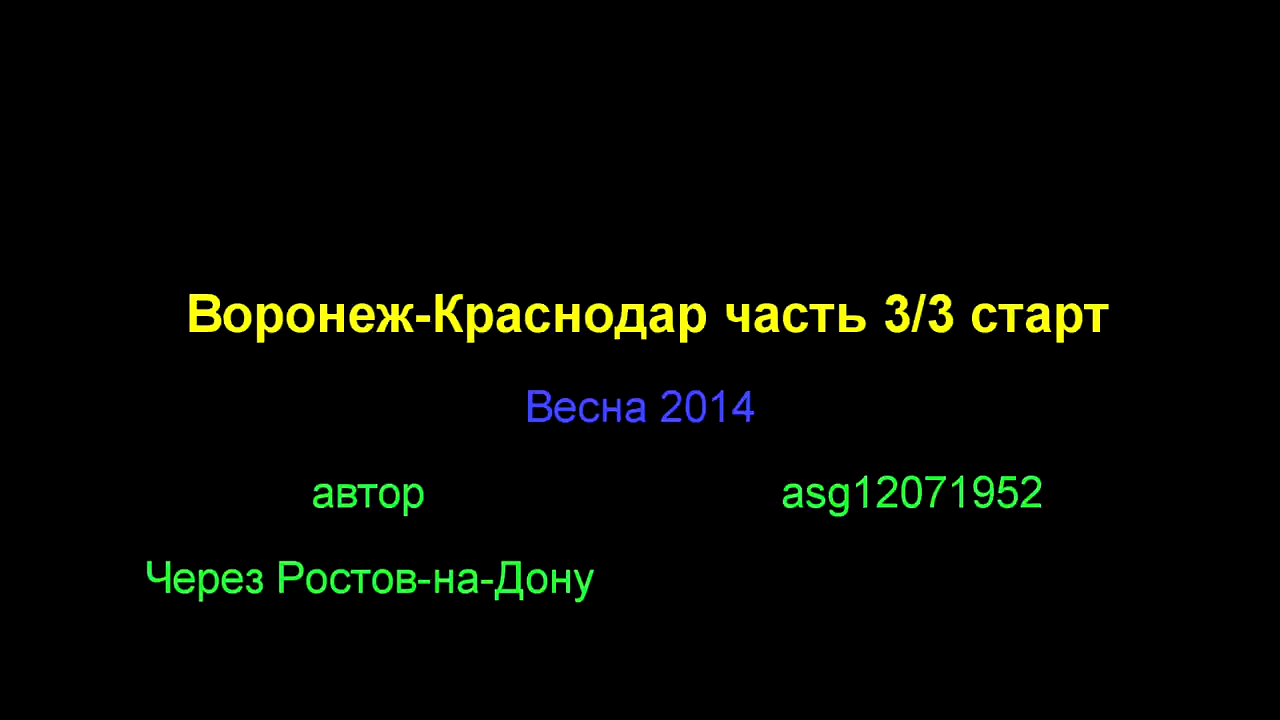 Воронеж-Краснодар часть 3/3 старт
Весна 2014
автор asg12071952
Через Ростов-на-Дону